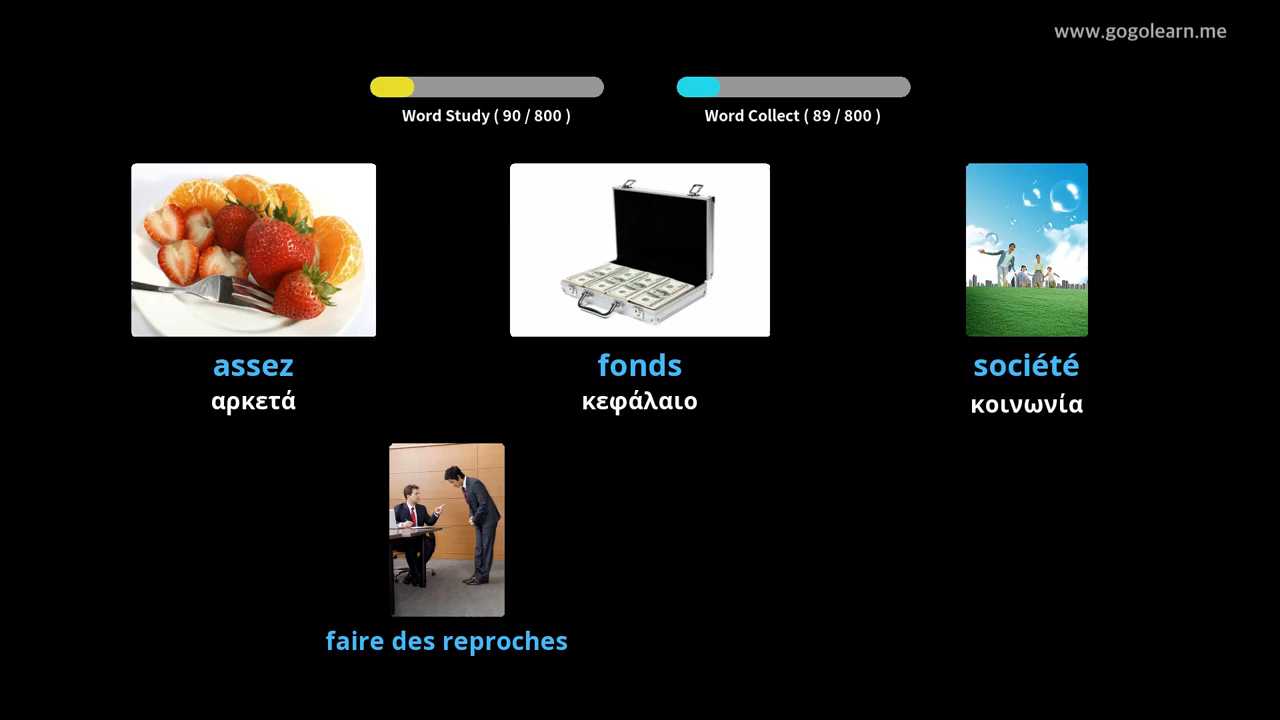 www.gogolearn.me
Word Study ( 90 / 800 )
Word Collect ( 89 / 800 )
assez
αρκετά
fonds
κεφάλαιο
société
κοινωνία
faire des reproches